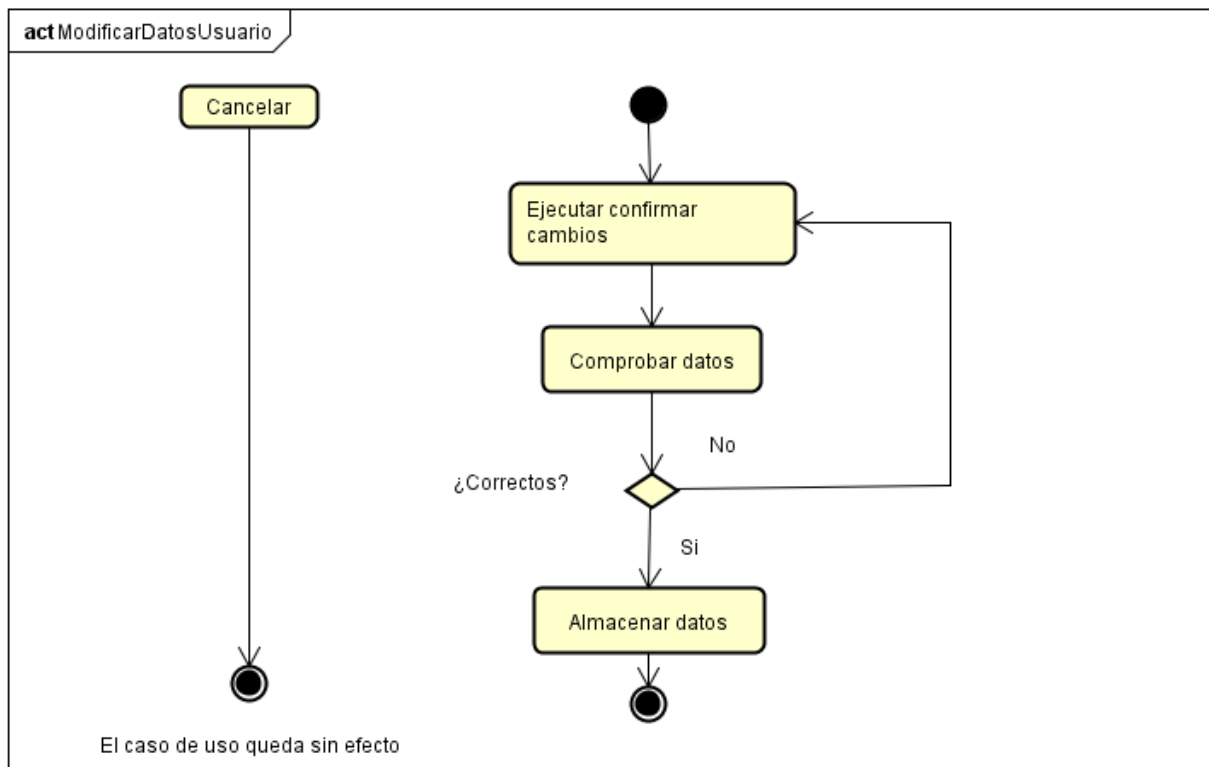 act ModificarDatosUsuario
Cancelar
Ejecutar confirmar
cambios
Comprobar datos
No
¿Correctos?
Si
Almacenar datos
El caso de uso queda sin efecto